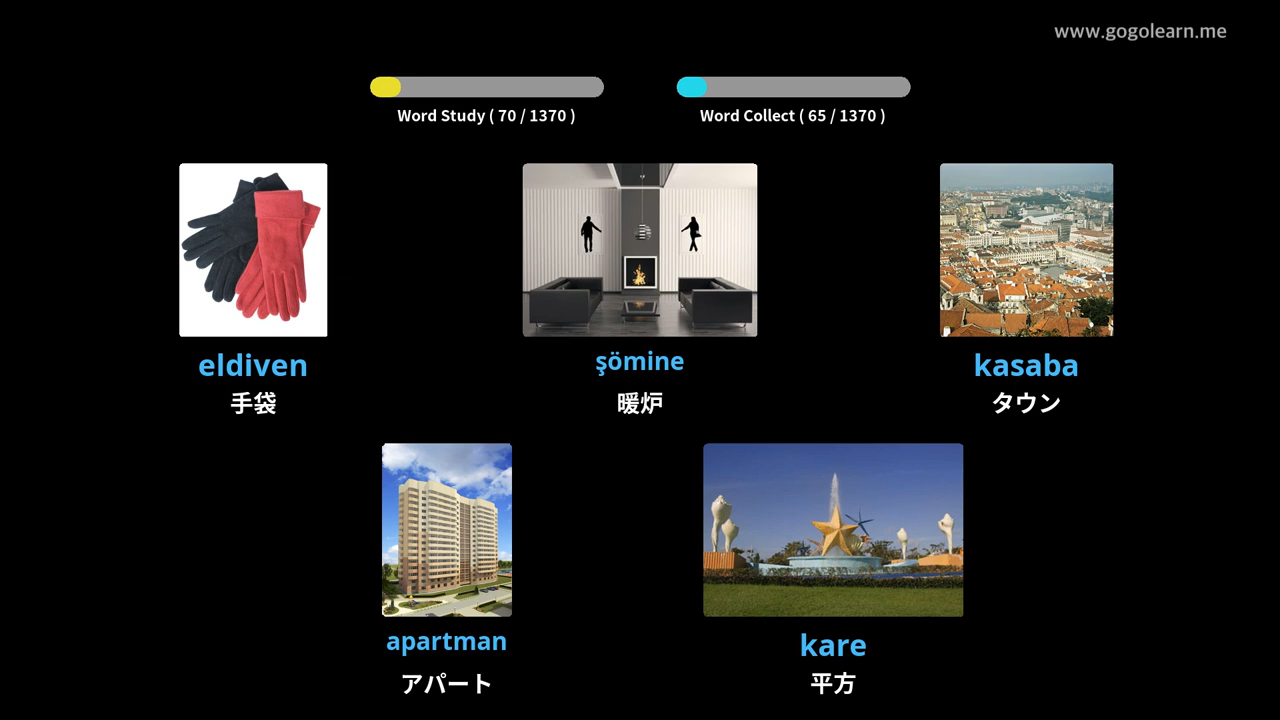 www.gogolearn.me
Word Study ( 70 / 1370 )
Word Collect ( 65 / 1370 )
eldiven
手袋
şömine
暖炉
kasaba
タウン
apartman
アパート
kare
平方